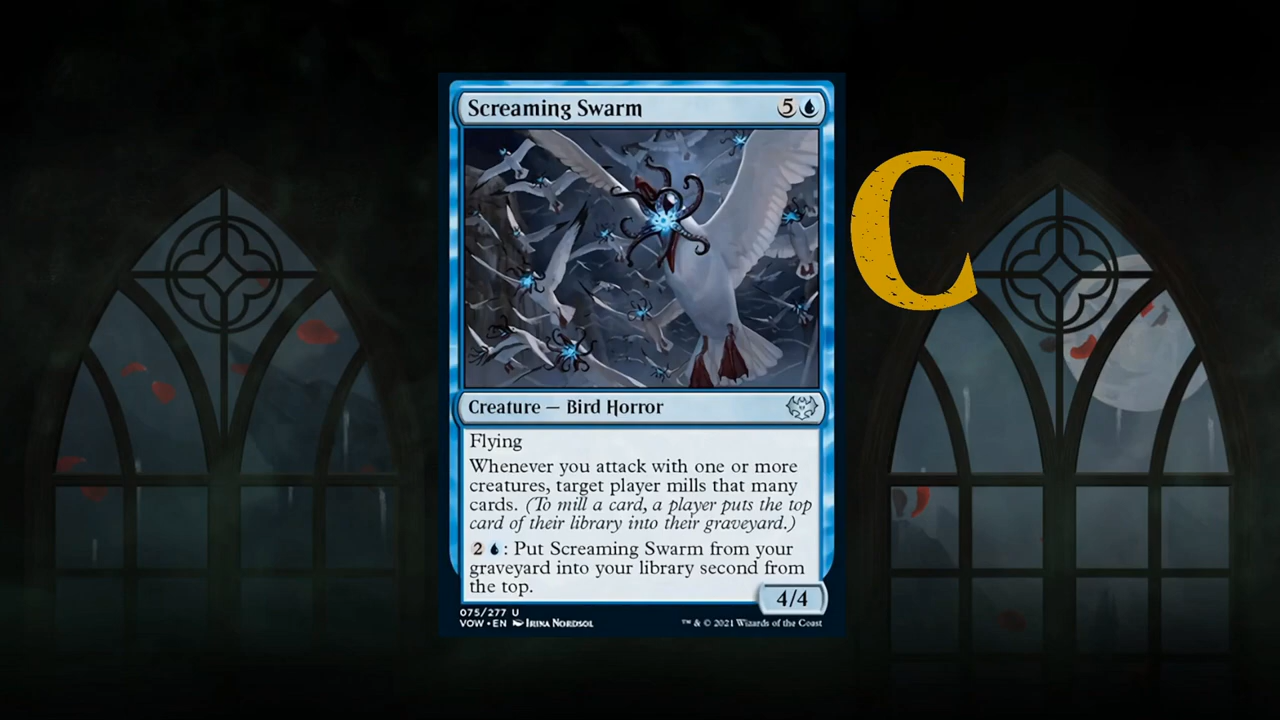 Screaming Swarm 5
C
Creature — Bird Horror
Flying
Whenever you attack with one or more
creatures, target player mills that many
cards. (To mill a card, a player puts the top
card of their library into their graveyard.)
2 : Put Screaming Swarm from your
graveyard into your library second from
the top.
4/4
075/277 U
VOW • EN Irina Nordsol
™ & © 2021 Wizards of the Coast